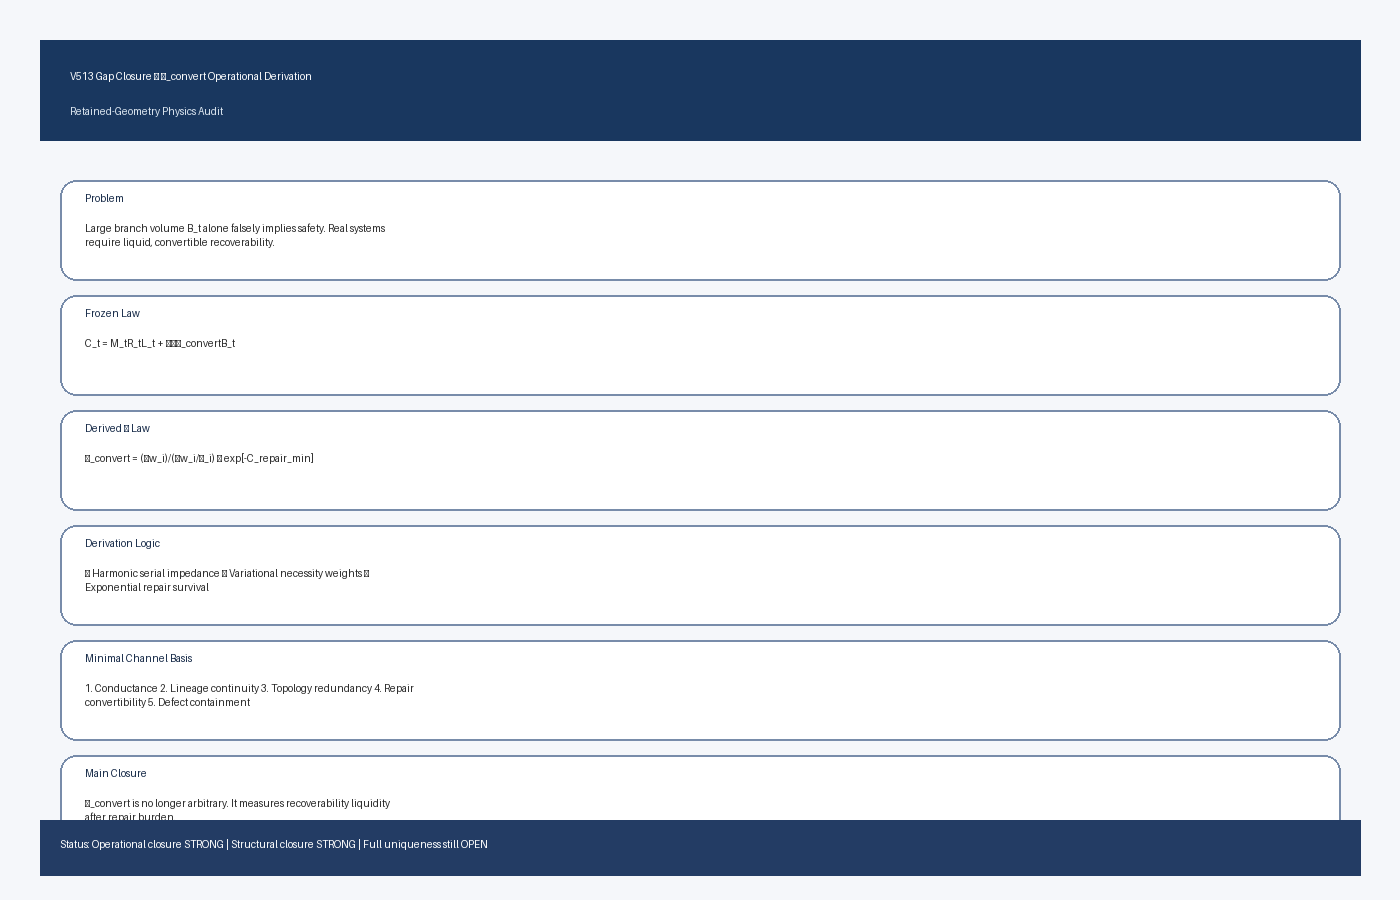 V513 Gap Closure ␣ ␣_convert Operational Derivation
Retained-Geometry Physics Audit
Problem
Large branch volume B_t alone falsely implies safety. Real systems
require liquid, convertible recoverability.
Frozen Law
C_t = M_tR_tL_t + ␣␣␣_convertB_t
Derived ␣ Law
␣_convert = (␣w_i)/(␣w_i/␣_i) ␣ exp[-C_repair_min]
Derivation Logic
␣ Harmonic serial impedance ␣ Variational necessity weights ␣
Exponential repair survival
Minimal Channel Basis
1. Conductance 2. Lineage continuity 3. Topology redundancy 4. Repair
convertibility 5. Defect containment
Main Closure
␣_convert is no longer arbitrary. It measures recoverability liquidity
after repair burden
Status: Operational closure STRONG | Structural closure STRONG | Full uniqueness still OPEN